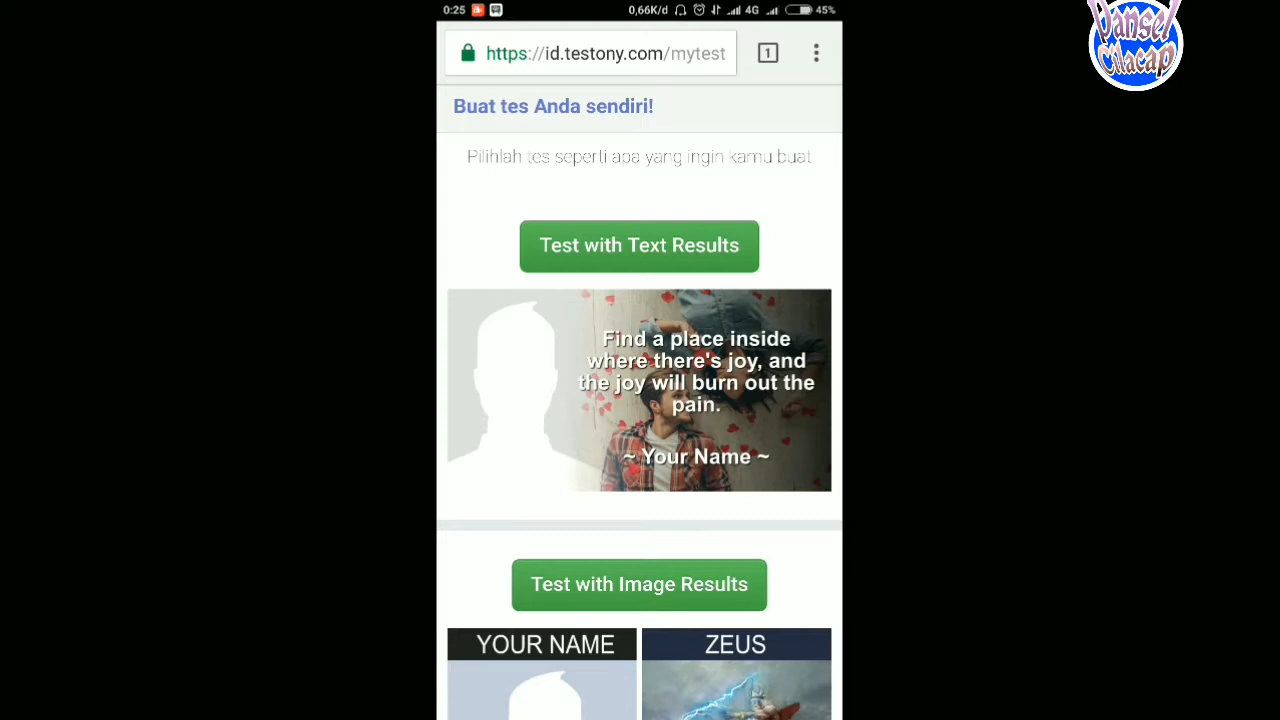 0:25
0,66K/d
4G
45%
Dansel
Cilacap
https://id.testony.com/mytest
1
Buat tes Anda sendiri!
Pilihlah tes seperti apa yang ingin kamu buat
Test with Text Results
Find a place inside
where there's joy, and
the joy will burn out the
pain.
~ Your Name ~
Test with Image Results
YOUR NAME
ZEUS